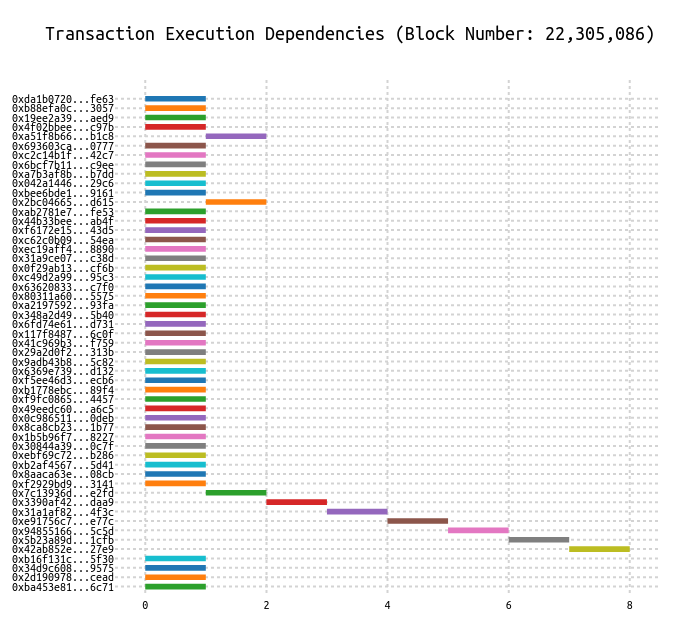 Transaction Execution Dependencies (Block Number: 22,305,086)
0xda1b0720...fe63
0xb88efa0c...3057
0x19ee2a39...aed9
0x4f02bbee...c97b
0xa51f8b66...b1c8
0x693603ca...0777
0xc2c14b1f...42c7
0x6bcf7b11...c9ee
0xa7b3af8b...b7dd
0x042a1446...29c6
0xbee6bde1...9161
0x2bc04665...d615
0xab2781e7...fe53
0x44b33bee...ab4f
0xf6172e15...43d5
0xc62c0b09...54ea
0xec19aff4...8890
0x31a9ce07...c38d
0x0f29ab13...cf6b
0xc49d2a99...95c3
0x63620833...c7f0
0x80311a60...5575
0xa2197592...93fa
0x348a2d49...5b40
0x6fd74e61...d731
0x117f8487...6c0f
0x41c969b3...f759
0x29a2d0f2...313b
0x9adb43b8...5c82
0x6369e739...d132
0xf5ee46d3...ecb6
0xb1778ebc...89f4
0xf9fc0865...4457
0x49eedc60...a6c5
0x0c986511...0deb
0x8ca8cb23...1b77
0x1b5b96f7...8227
0x30844a39...0c7f
0xebf69c72...b286
0xb2af4567...5d41
0x8aaca63e...08cb
0xf2929bd9...3141
0x7c13936d...e2fd
0x3390af42...daa9
0x31a1af82...4f3c
0xe91756c7...e77c
0x94855166...5c5d
0x5b23a89d...1cfb
0x42ab852e...27e9
0xb16f131c...5f30
0x34d9c608...9575
0x2d190978...cead
0xba453e81...6c71
0 2 4 6 8